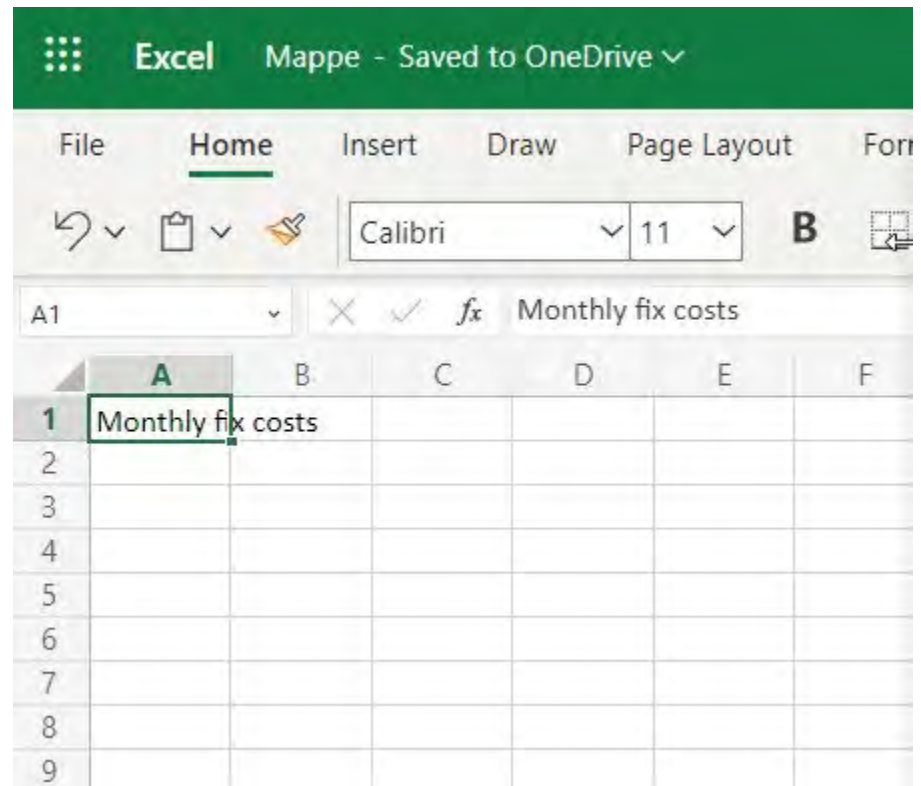 Excel Mappe - Saved to OneDrive
File Home Insert Draw Page Layout Forr
Calibri 11 B
A1 fx Monthly fix costs
A B C D E F
1 Monthly fix costs
2
3
4
5
6
7
8
9